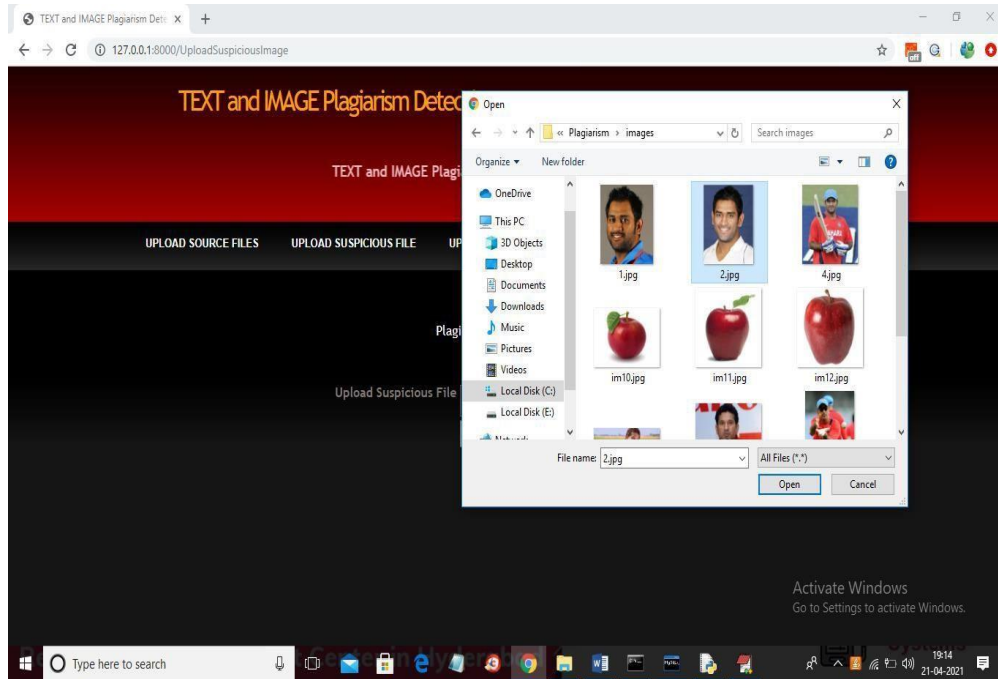 TEXT and IMAGE Plagiarism Dete
127.0.0.1:8000/UploadSuspiciousImage
off
TEXT and IMAGE Plagiarism Detec
TEXT and IMAGE Plagi
UPLOAD SOURCE FILES UPLOAD SUSPICIOUS FILE UP
Plagi
Upload Suspicious File
Open
« Plagiarism › images
Search images
Organize New folder
OneDrive
This PC
3D Objects
Desktop
Documents
Downloads
Music
Pictures
Videos
Local Disk (C:)
Local Disk (E:)
1.jpg 2.jpg 4.jpg
im10.jpg im11.jpg im12.jpg
File name: 2.jpg All Files (*.*)
Open Cancel
Activate Windows
Go to Settings to activate Windows.
Type here to search
19:14
21-04-2021